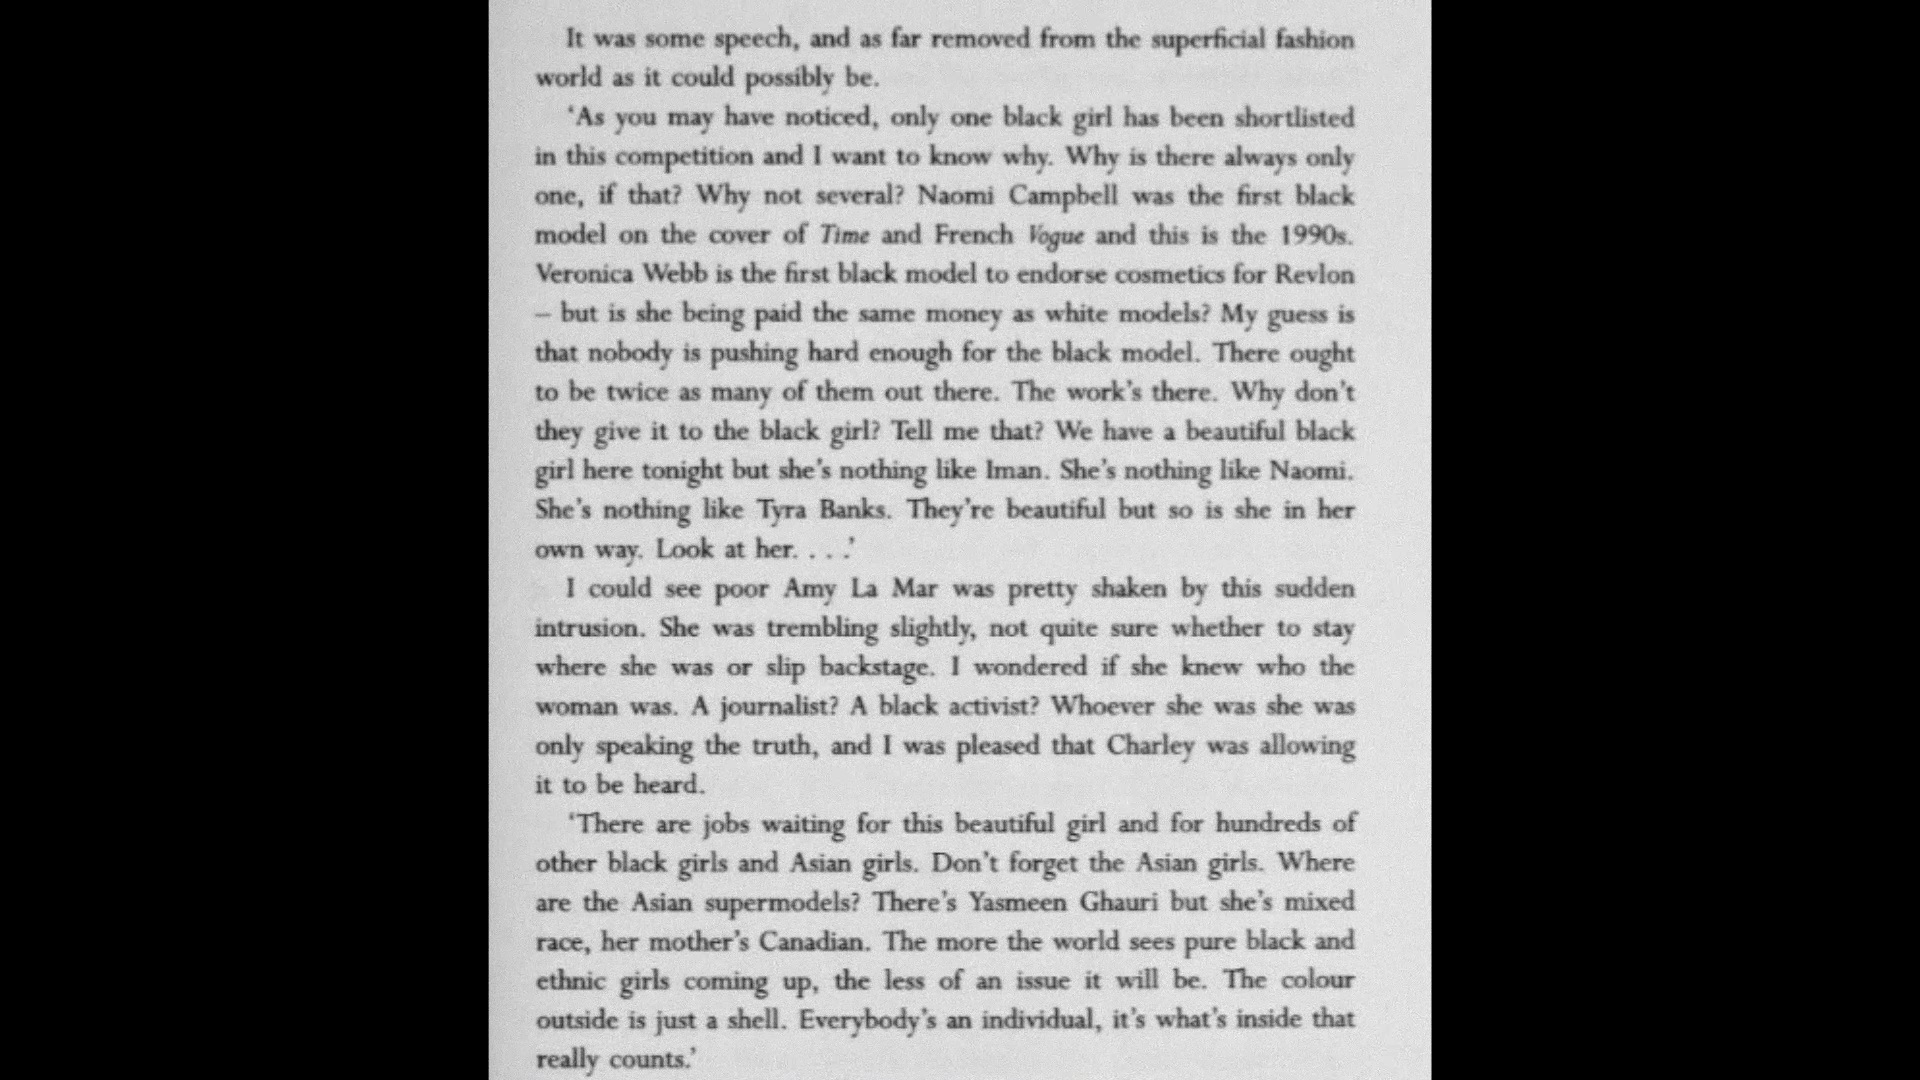 It was some speech, and as far removed from the superficial fashion
world as it could possibly be.
‘As you may have noticed, only one black girl has been shortlisted
in this competition and I want to know why. Why is there always only
one, if that? Why not several? Naomi Campbell was the first black
model on the cover of Time and French Vogue and this is the 1990s.
Veronica Webb is the first black model to endorse cosmetics for Revlon
– but is she being paid the same money as white models? My guess is
that nobody is pushing hard enough for the black model. There ought
to be twice as many of them out there. The work’s there. Why don’t
they give it to the black girl? Tell me that? We have a beautiful black
girl here tonight but she’s nothing like Iman. She’s nothing like Naomi.
She’s nothing like Tyra Banks. They’re beautiful but so is she in her
own way. Look at her. . . .’
I could see poor Amy La Mar was pretty shaken by this sudden
intrusion. She was trembling slightly, not quite sure whether to stay
where she was or slip backstage. I wondered if she knew who the
woman was. A journalist? A black activist? Whoever she was she was
only speaking the truth, and I was pleased that Charley was allowing
it to be heard.
‘There are jobs waiting for this beautiful girl and for hundreds of
other black girls and Asian girls. Don’t forget the Asian girls. Where
are the Asian supermodels? There’s Yasmeen Ghauri but she’s mixed
race, her mother’s Canadian. The more the world sees pure black and
ethnic girls coming up, the less of an issue it will be. The colour
outside is just a shell. Everybody’s an individual, it’s what’s inside that
really counts.’